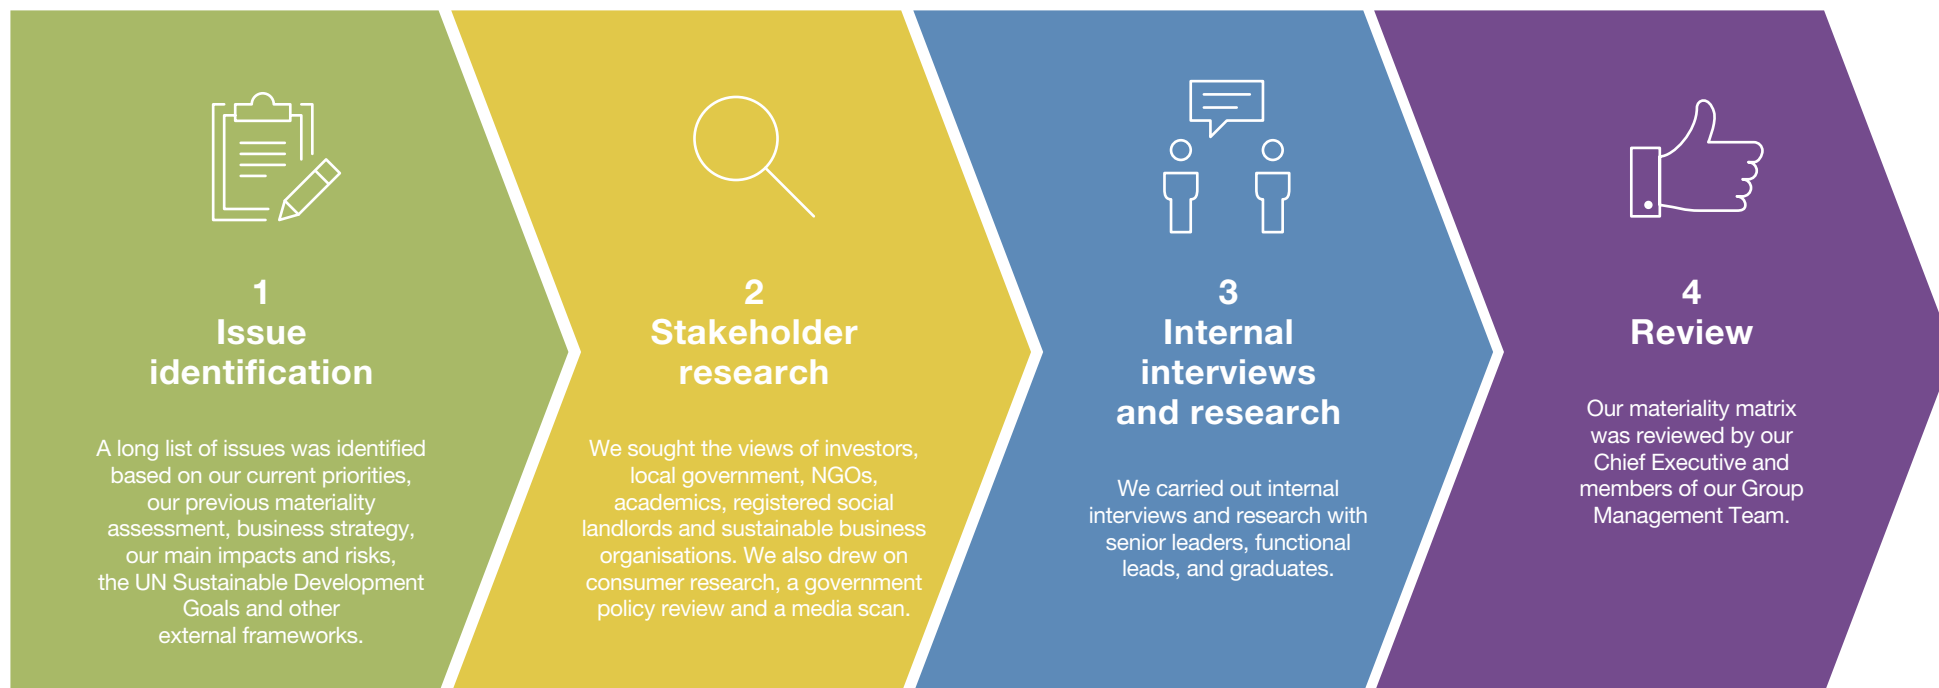 1
Issue
identification
A long list of issues was identified
based on our current priorities,
our previous materiality
assessment, business strategy,
our main impacts and risks,
the UN Sustainable Development
Goals and other
external frameworks.
2
Stakeholder
research
We sought the views of investors,
local government, NGOs,
academics, registered social
landlords and sustainable business
organisations. We also drew on
consumer research, a government
policy review and a media scan.
3
Internal
interviews
and research
We carried out internal
interviews and research with
senior leaders, functional
leads, and graduates.
4
Review
Our materiality matrix
was reviewed by our
Chief Executive and
members of our Group
Management Team.